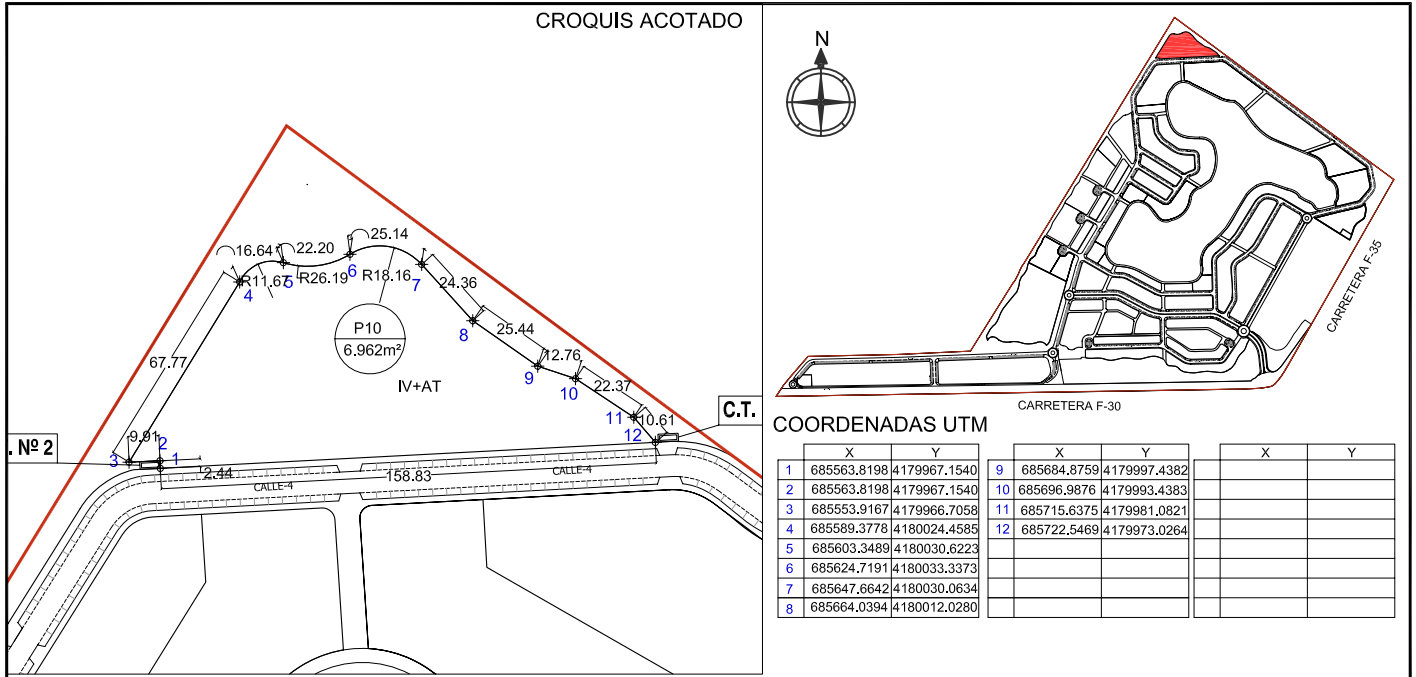 CROQUIS ACOTADO
N
16.64
22.20
25.14
R11.67
R26.19
R18.16
4
5
6
7
24.36
8
25.44
P10
6.962m²
67.77
12.76
9
10
22.37
IV+AT
11
10.61
12
C.T.
. Nº 2
9.91
3
2
1
2.44
158.83
CALLE-4
CALLE-4
CARRETERA F-35
CARRETERA F-30
COORDENADAS UTM
X Y X Y X Y
1 685563.8198 4179967.1540 9 685684.8759 4179997.4382
2 685563.8198 4179967.1540 10 685696.9876 4179993.4383
3 685553.9167 4179966.7058 11 685715.6375 4179981.0821
4 685589.3778 4180024.4585 12 685722.5469 4179973.0264
5 685603.3489 4180030.6223
6 685624.7191 4180033.3373
7 685647.6642 4180030.0634
8 685664.0394 4180012.0280